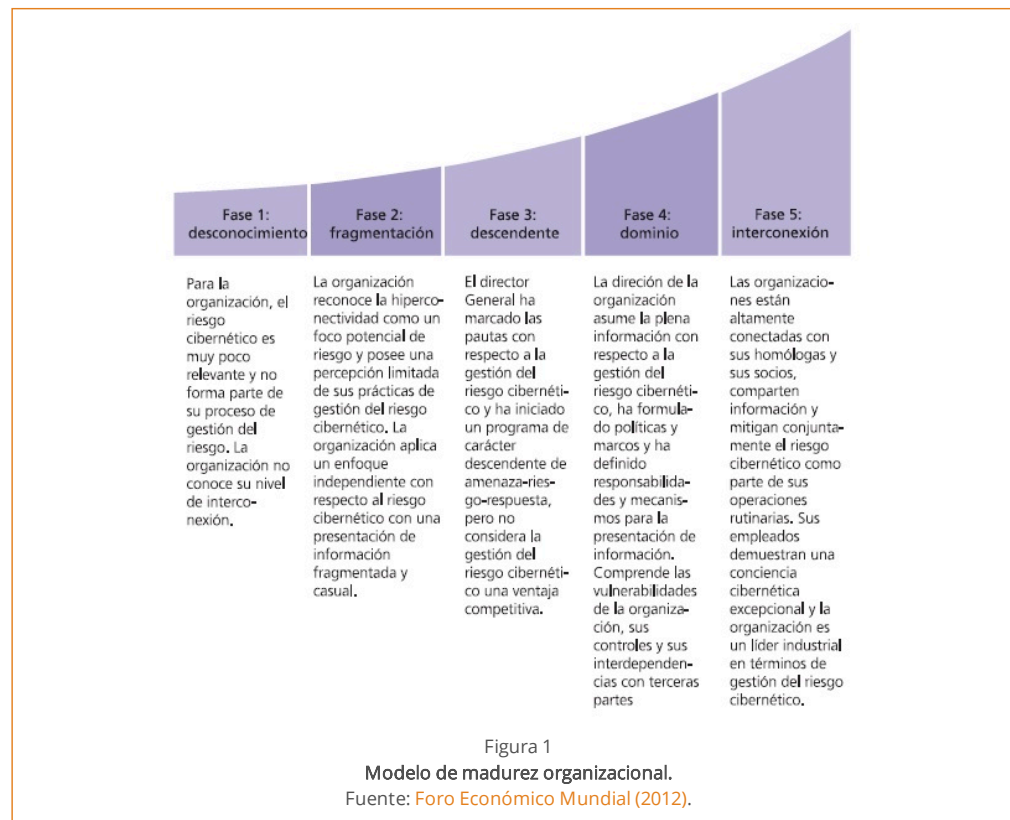 Fase 1:
desconocimiento
Fase 2:
fragmentación
Fase 3:
descendente
Fase 4:
dominio
Fase 5:
interconexión
Para la
organización, el
riesgo
cibernético es
muy poco
relevante y no
forma parte de
su proceso de
gestión del
riesgo. La
organización no
conoce su nivel
de interco-
nexión.
La organización
reconoce la hiperco-
nectividad como un
foco potencial de
riesgo y posee una
percepción limitada
de sus prácticas de
gestión del riesgo
cibernético. La
organización aplica
un enfoque
independiente con
respecto al riesgo
cibernético con una
presentación de
información
fragmentada y
casual.
El director
General ha
marcado las
pautas con
respecto a la
gestión del
riesgo cibernéti-
co y ha iniciado
un programa de
carácter
descendente de
amenaza-ries-
go-respuesta,
pero no
considera la
gestión del
riesgo cibernéti-
co una ventaja
competitiva.
La direción de la
organización
asume la plena
información con
respecto a la
gestión del
riesgo cibernéti-
co, ha formula-
do políticas y
marcos y ha
definido
responsabilida-
des y mecanis-
mos para la
presentación de
información.
Comprende las
vulnerabilidades
de la organiza-
ción, sus
controles y sus
interdependen-
cias con terceras
partes
Las organizacio-
nes están
altamente
conectadas con
sus homólogas y
sus socios,
comparten
información y
mitigan conjunta-
mente el riesgo
cibernético como
parte de sus
operaciones
rutinarias. Sus
empleados
demuestran una
conciencia
cibernética
excepcional y la
organización es
un líder industrial
en términos de
gestión del riesgo
cibernético.
Figura 1
Modelo de madurez organizacional.
Fuente: Foro Económico Mundial (2012).